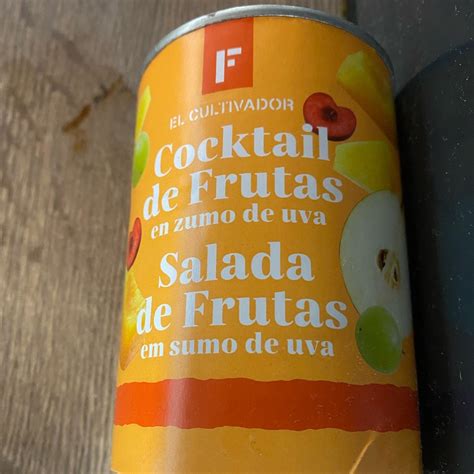 F
EL CULTIVADOR
Cocktail
de Frutas
en zumo de uva
Salada
de Frutas
em sumo de uva